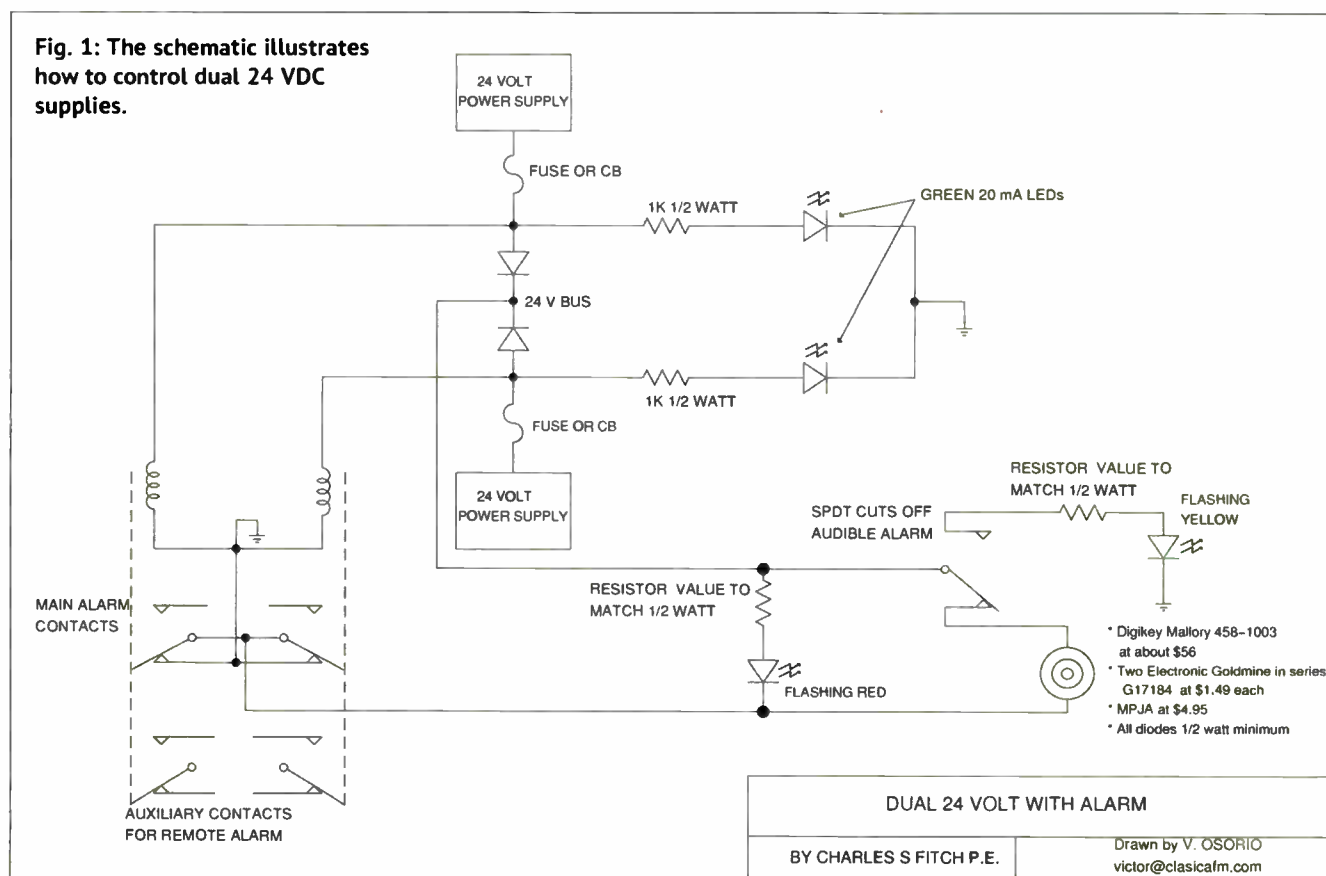 Fig. 1: The schematic illustrates
how to control dual 24 VDC
supplies.
24 VOLT
POWER SUPPLY
FUSE OR CB
1K 1/2 WATT
GREEN 20 mA LEDs
24 V BUS
1K 1/2 WATT
FUSE OR CB
24 VOLT
POWER SUPPLY
RESISTOR VALUE TO
MATCH 1/2 WATT
FLASHING
YELLOW
SPDT CUTS OFF
AUDIBLE ALARM
RESISTOR VALUE TO
MATCH 1/2 WATT
MAIN ALARM
CONTACTS
FLASHING RED
* Digikey Mallory 458-1003
at about $56
* Two Electronic Goldmine in series
G17184 at $1.49 each
* MPJA at $4.95
* All diodes 1/2 watt minimum
AUXILIARY CONTACTS
FOR REMOTE ALARM
DUAL 24 VOLT WITH ALARM
BY CHARLES S FITCH P.E.
Drawn by V. OSORIO
victor@clasicafm.com